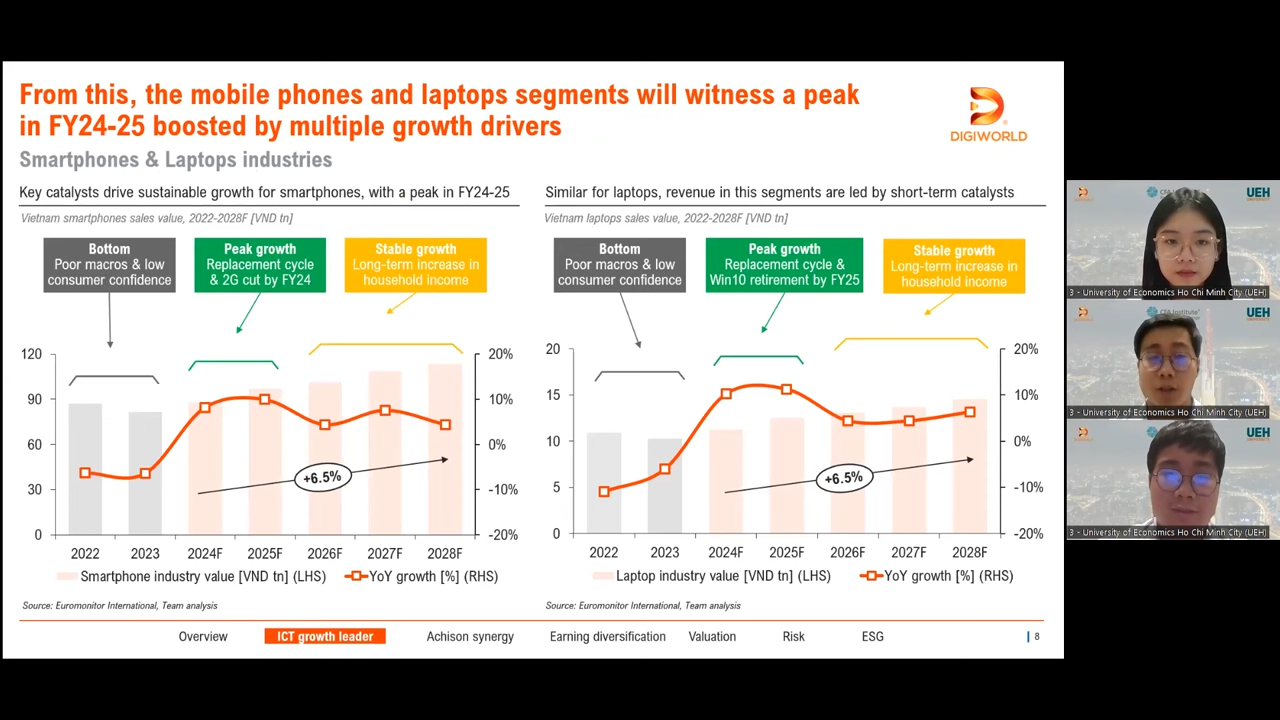 From this, the mobile phones and laptops segments will witness a peak
in FY24-25 boosted by multiple growth drivers
DIGIWORLD
Smartphones & Laptops industries
Key catalysts drive sustainable growth for smartphones, with a peak in FY24-25
Vietnam smartphones sales value, 2022-2028F [VND tn]
Bottom
Poor macros & low
consumer confidence
Peak growth
Replacement cycle
& 2G cut by FY24
Stable growth
Long-term increase in
household income
120
90
60
30
0
20%
10%
0%
-10%
-20%
+6.5%
2022 2023 2024F 2025F 2026F 2027F 2028F
Smartphone industry value [VND tn] (LHS) YoY growth [%] (RHS)
Source: Euromonitor International, Team analysis
Similar for laptops, revenue in this segments are led by short-term catalysts
Vietnam laptops sales value, 2022-2028F [VND tn]
Bottom
Poor macros & low
consumer confidence
Peak growth
Replacement cycle &
Win10 retirement by FY25
Stable growth
Long-term increase in
household income
20
15
10
5
0
20%
10%
0%
-10%
-20%
+6.5%
2022 2023 2024F 2025F 2026F 2027F 2028F
Laptop industry value [VND tn] (LHS) YoY growth [%] (RHS)
Source: Euromonitor International, Team analysis
Overview ICT growth leader Achison synergy Earning diversification Valuation Risk ESG 8
CFA Institute
UEH
UNIVERSITY
3 - University of Economics Ho Chi Minh City (UEH)
CFA Institute
UEH
UNIVERSITY
3 - University of Economics Ho Chi Minh City (UEH)
UEH
UNIVERSITY
3 - University of Economics Ho Chi Minh City (UEH)